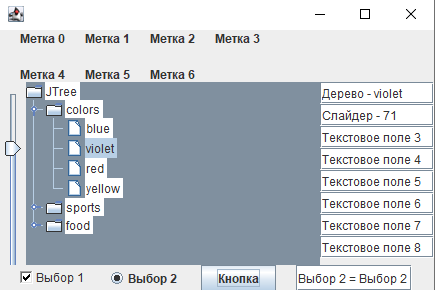 Метка 0 Метка 1 Метка 2 Метка 3
Метка 4 Метка 5 Метка 6
JTree
colors
blue
violet
red
yellow
sports
food
Дерево - violet
Слайдер - 71
Текстовое поле 3
Текстовое поле 4
Текстовое поле 5
Текстовое поле 6
Текстовое поле 7
Текстовое поле 8
Выбор 1 Выбор 2 Кнопка Выбор 2 = Выбор 2